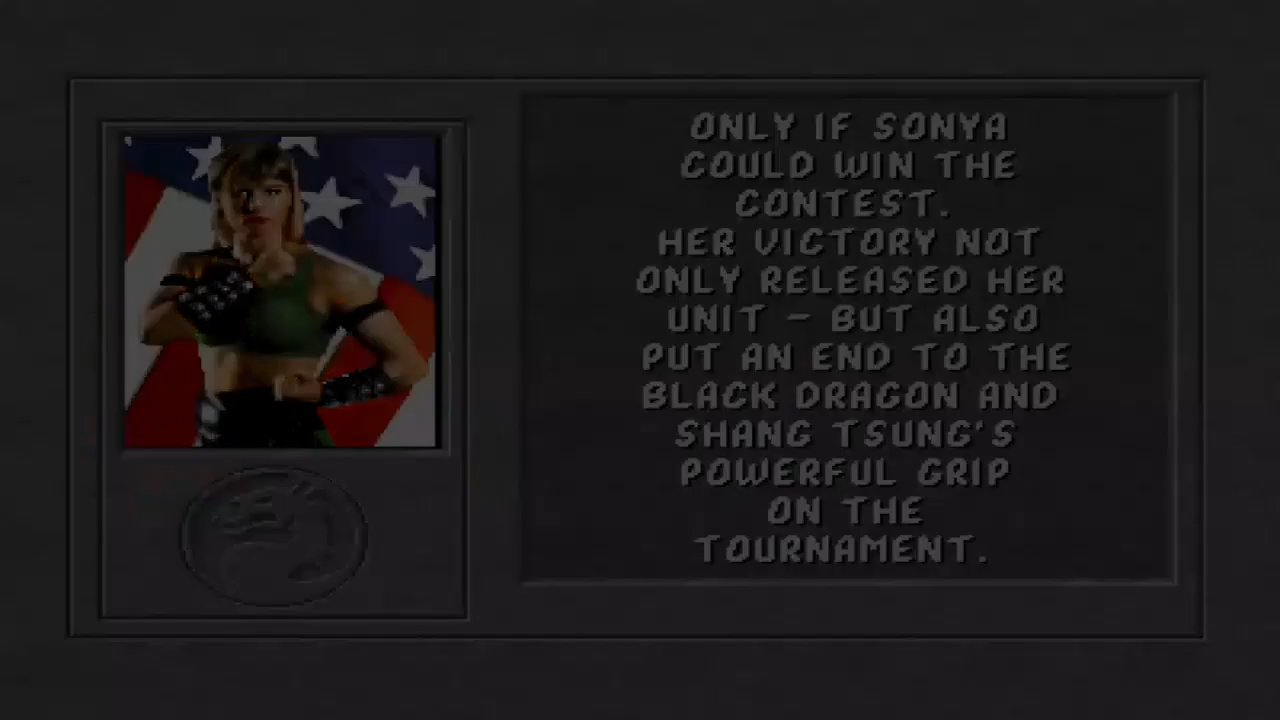 ONLY IF SONYA
COULD WIN THE
CONTEST.
HER VICTORY NOT
ONLY RELEASED HER
UNIT - BUT ALSO
PUT AN END TO THE
BLACK DRAGON AND
SHANG TSUNG'S
POWERFUL GRIP
ON THE
TOURNAMENT.